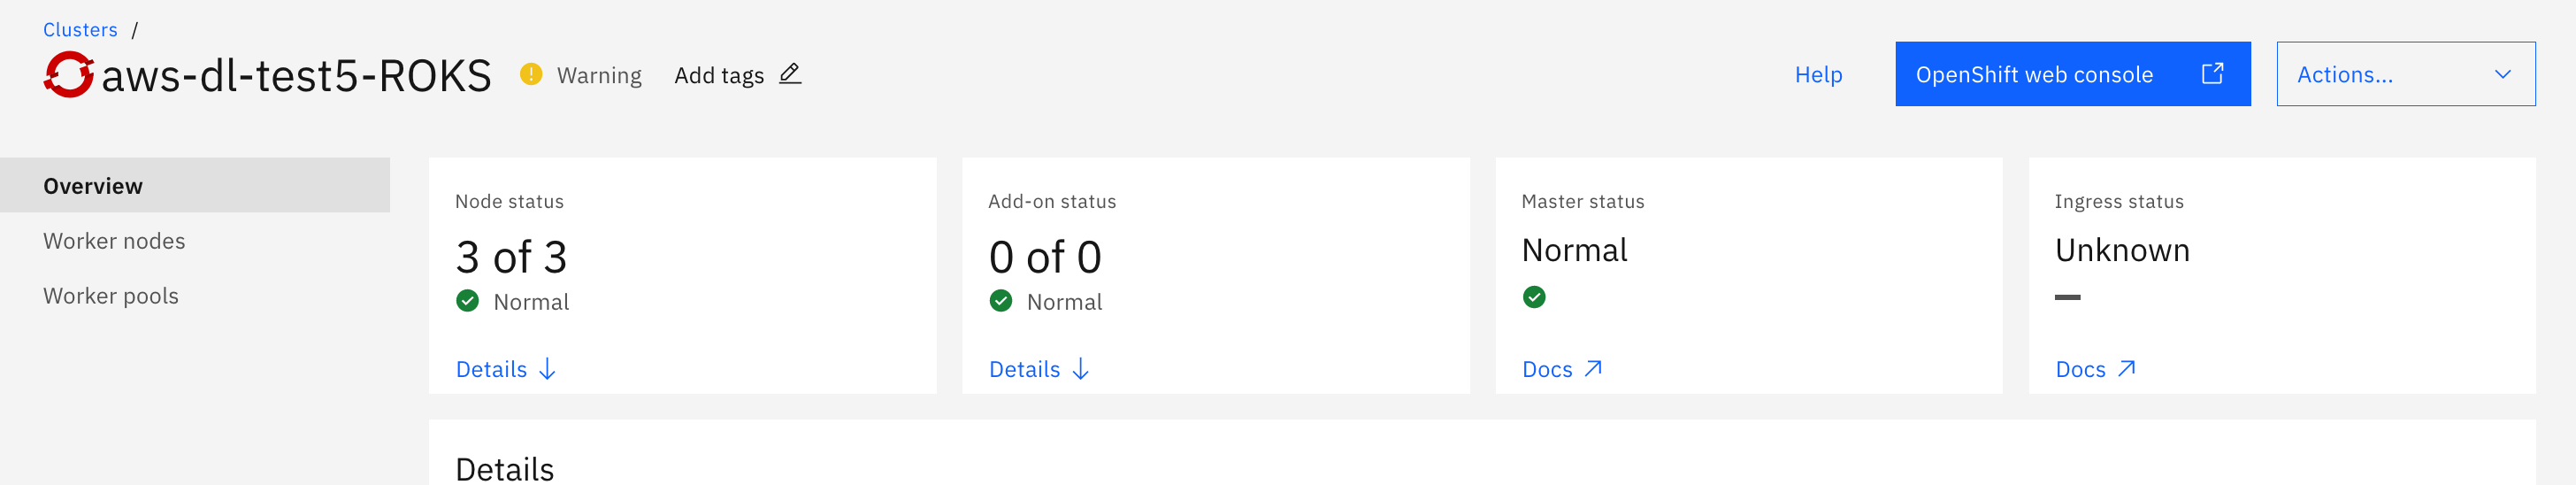 Clusters /
aws-dl-test5-ROKS Warning Add tags Help OpenShift web console Actions...
Overview
Worker nodes
Worker pools
Node status
3 of 3
Normal
Details
Add-on status
0 of 0
Normal
Details
Master status
Normal
Docs
Ingress status
Unknown
Docs
Details